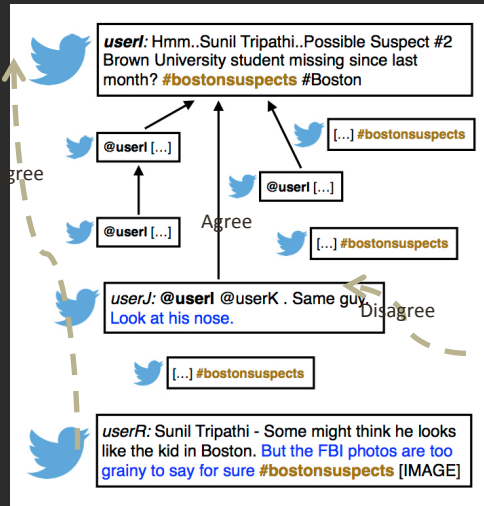 userI: Hmm..Sunil Tripathi..Possible Suspect #2
Brown University student missing since last
month? #bostonsuspects #Boston
[...] #bostonsuspects
@userI [...]
gree
@userI [...]
@userI [...]
Agree
[...] #bostonsuspects
userJ: @userI @userK . Same guy.
Look at his nose.
Disagree
[...] #bostonsuspects
userR: Sunil Tripathi - Some might think he looks
like the kid in Boston. But the FBI photos are too
grainy to say for sure #bostonsuspects [IMAGE]